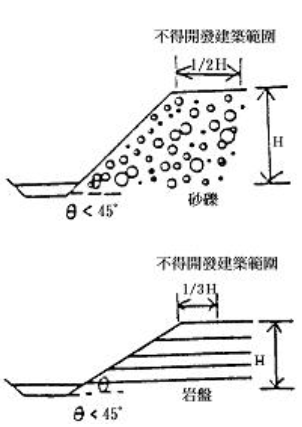 不得開發建築範圍
1/2H
H
θ
砂礫
θ < 45°
不得開發建築範圍
1/3H
H
θ
岩盤
θ < 45°